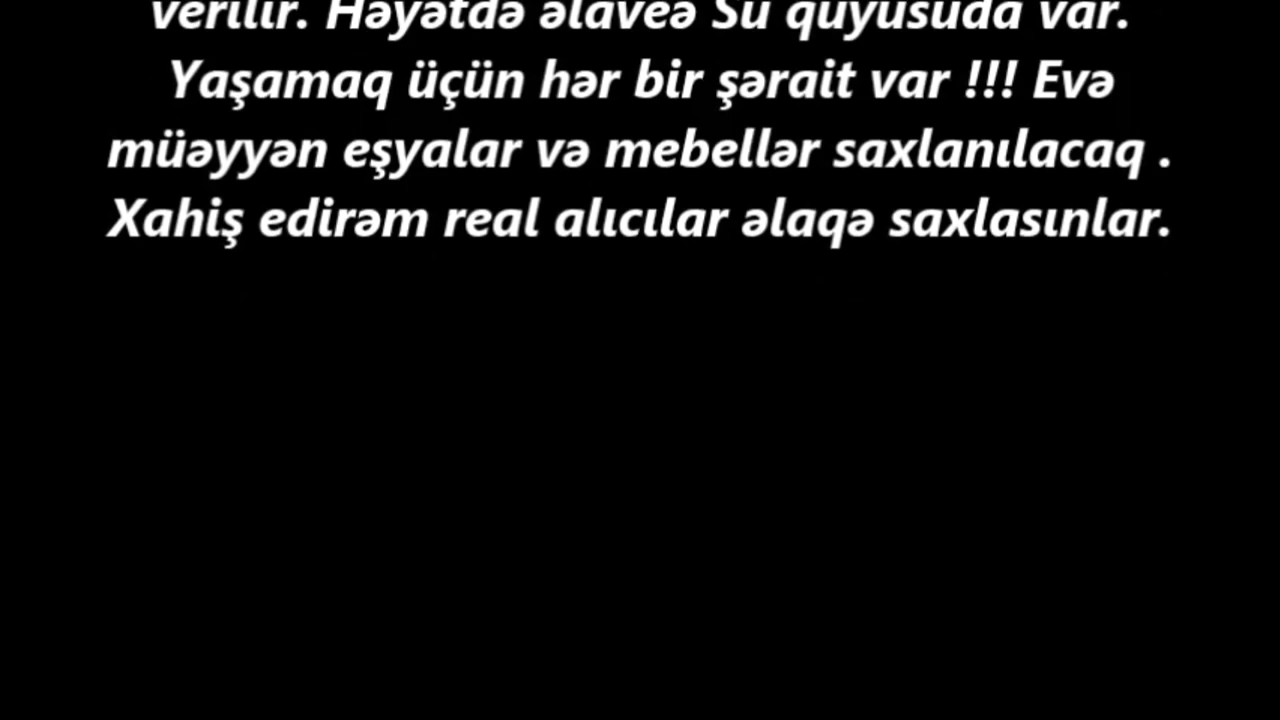 verilir. Həyətdə əlaveə Su quyusuda var.
Yaşamaq üçün hər bir şərait var !!! Evə
müəyyən eşyalar və mebellər saxlanılacaq .
Xahiş edirəm real alıcılar əlaqə saxlasınlar.